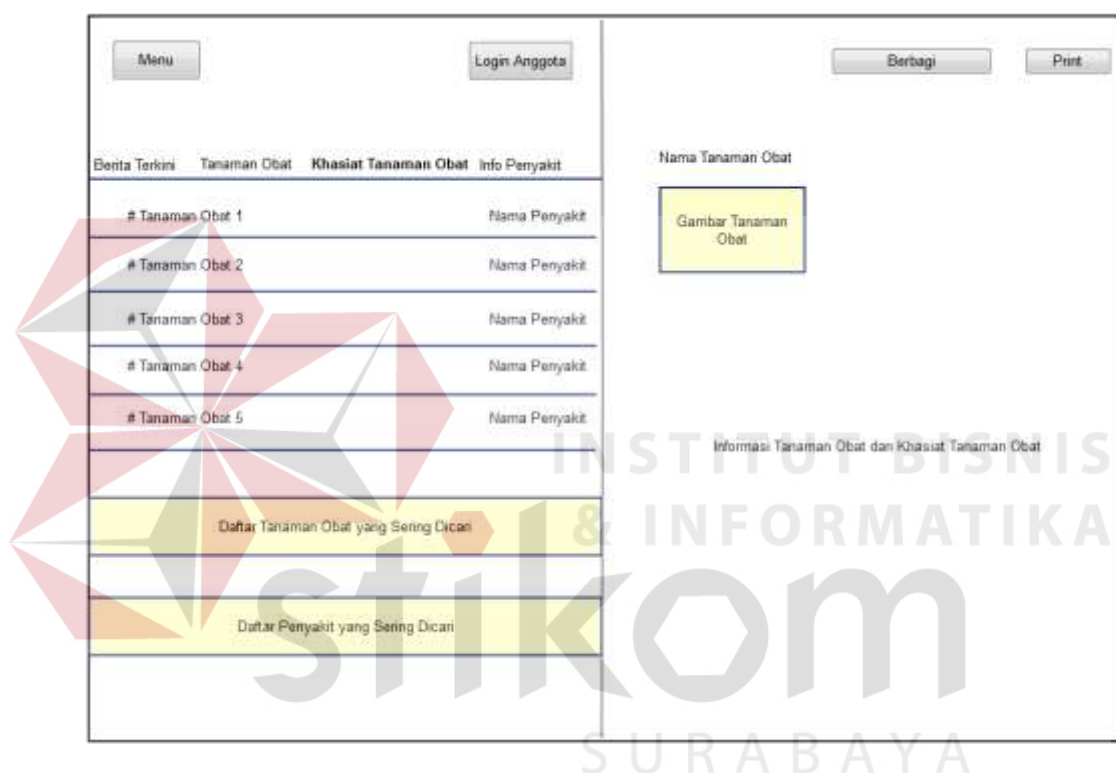 Menu
Login Anggota
Berita Terkini Tanaman Obat Khasiat Tanaman Obat Info Penyakit
# Tanaman Obat 1 Nama Penyakit
# Tanaman Obat 2 Nama Penyakit
# Tanaman Obat 3 Nama Penyakit
# Tanaman Obat 4 Nama Penyakit
# Tanaman Obat 5 Nama Penyakit
Daftar Tanaman Obat yang Sering Dicari
Daftar Penyakit yang Sering Dicari
Berbagi Print
Nama Tanaman Obat
Gambar Tanaman
Obat
Informasi Tanaman Obat dan Khasiat Tanaman Obat
INSTITUT BISNIS
& INFORMATIKA
stikom
SURABAYA